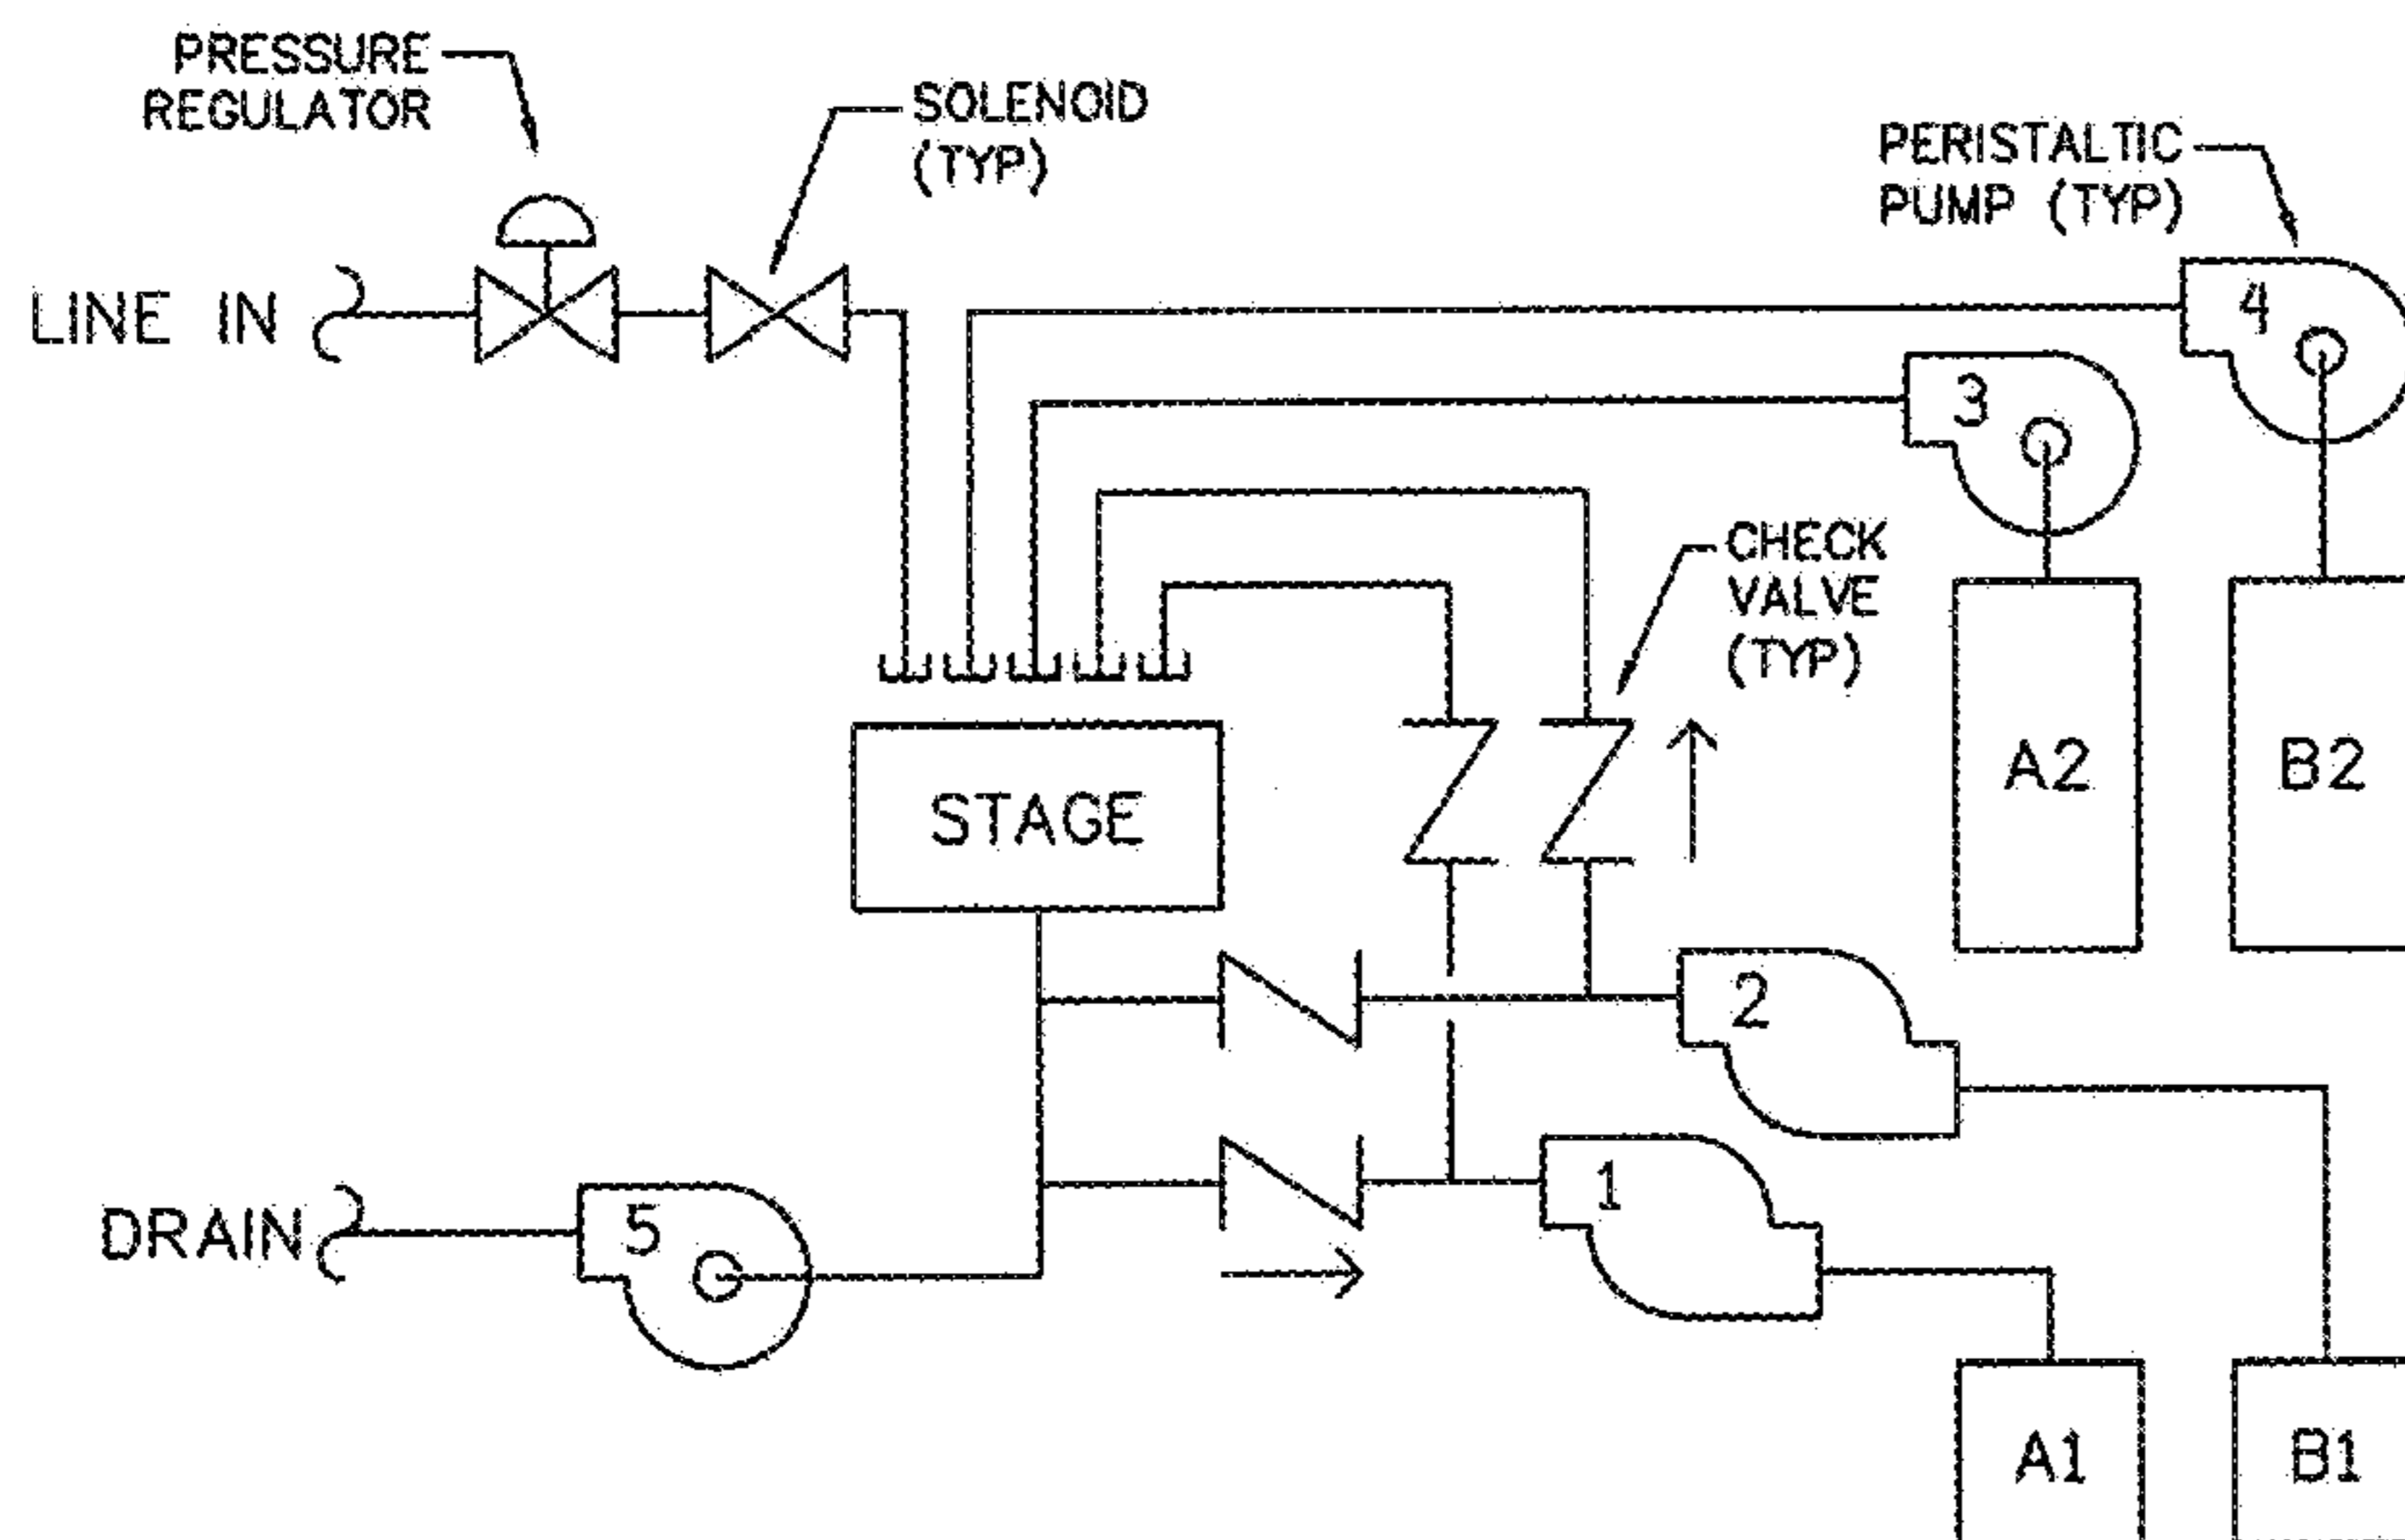 PRESSURE
REGULATOR
SOLENOID
(TYP)
PERISTALTIC
PUMP (TYP)
LINE IN
4
3
CHECK
VALVE
(TYP)
A2
B2
STAGE
2
1
DRAIN
5
A1
B1